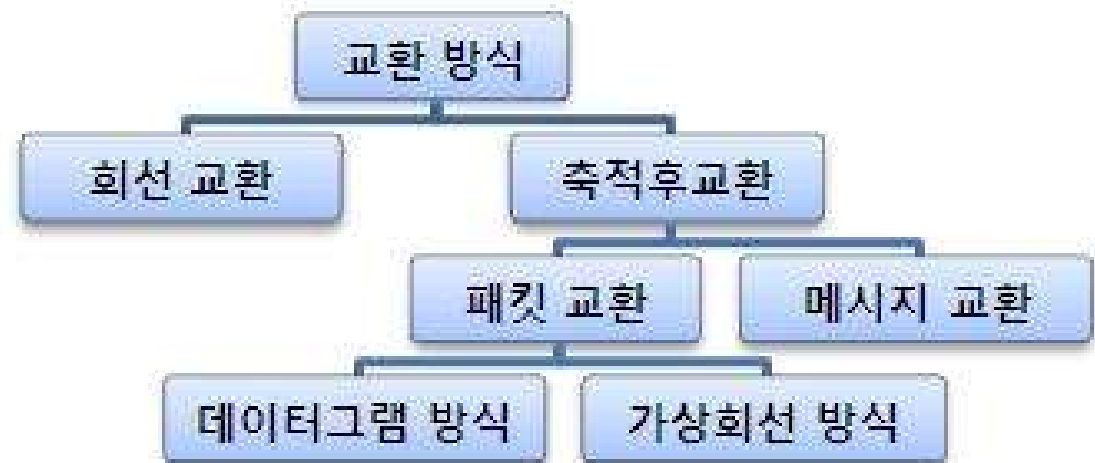 교환 방식
회선 교환
축적후교환
패킷 교환
메시지 교환
데이터그램 방식
가상회선 방식